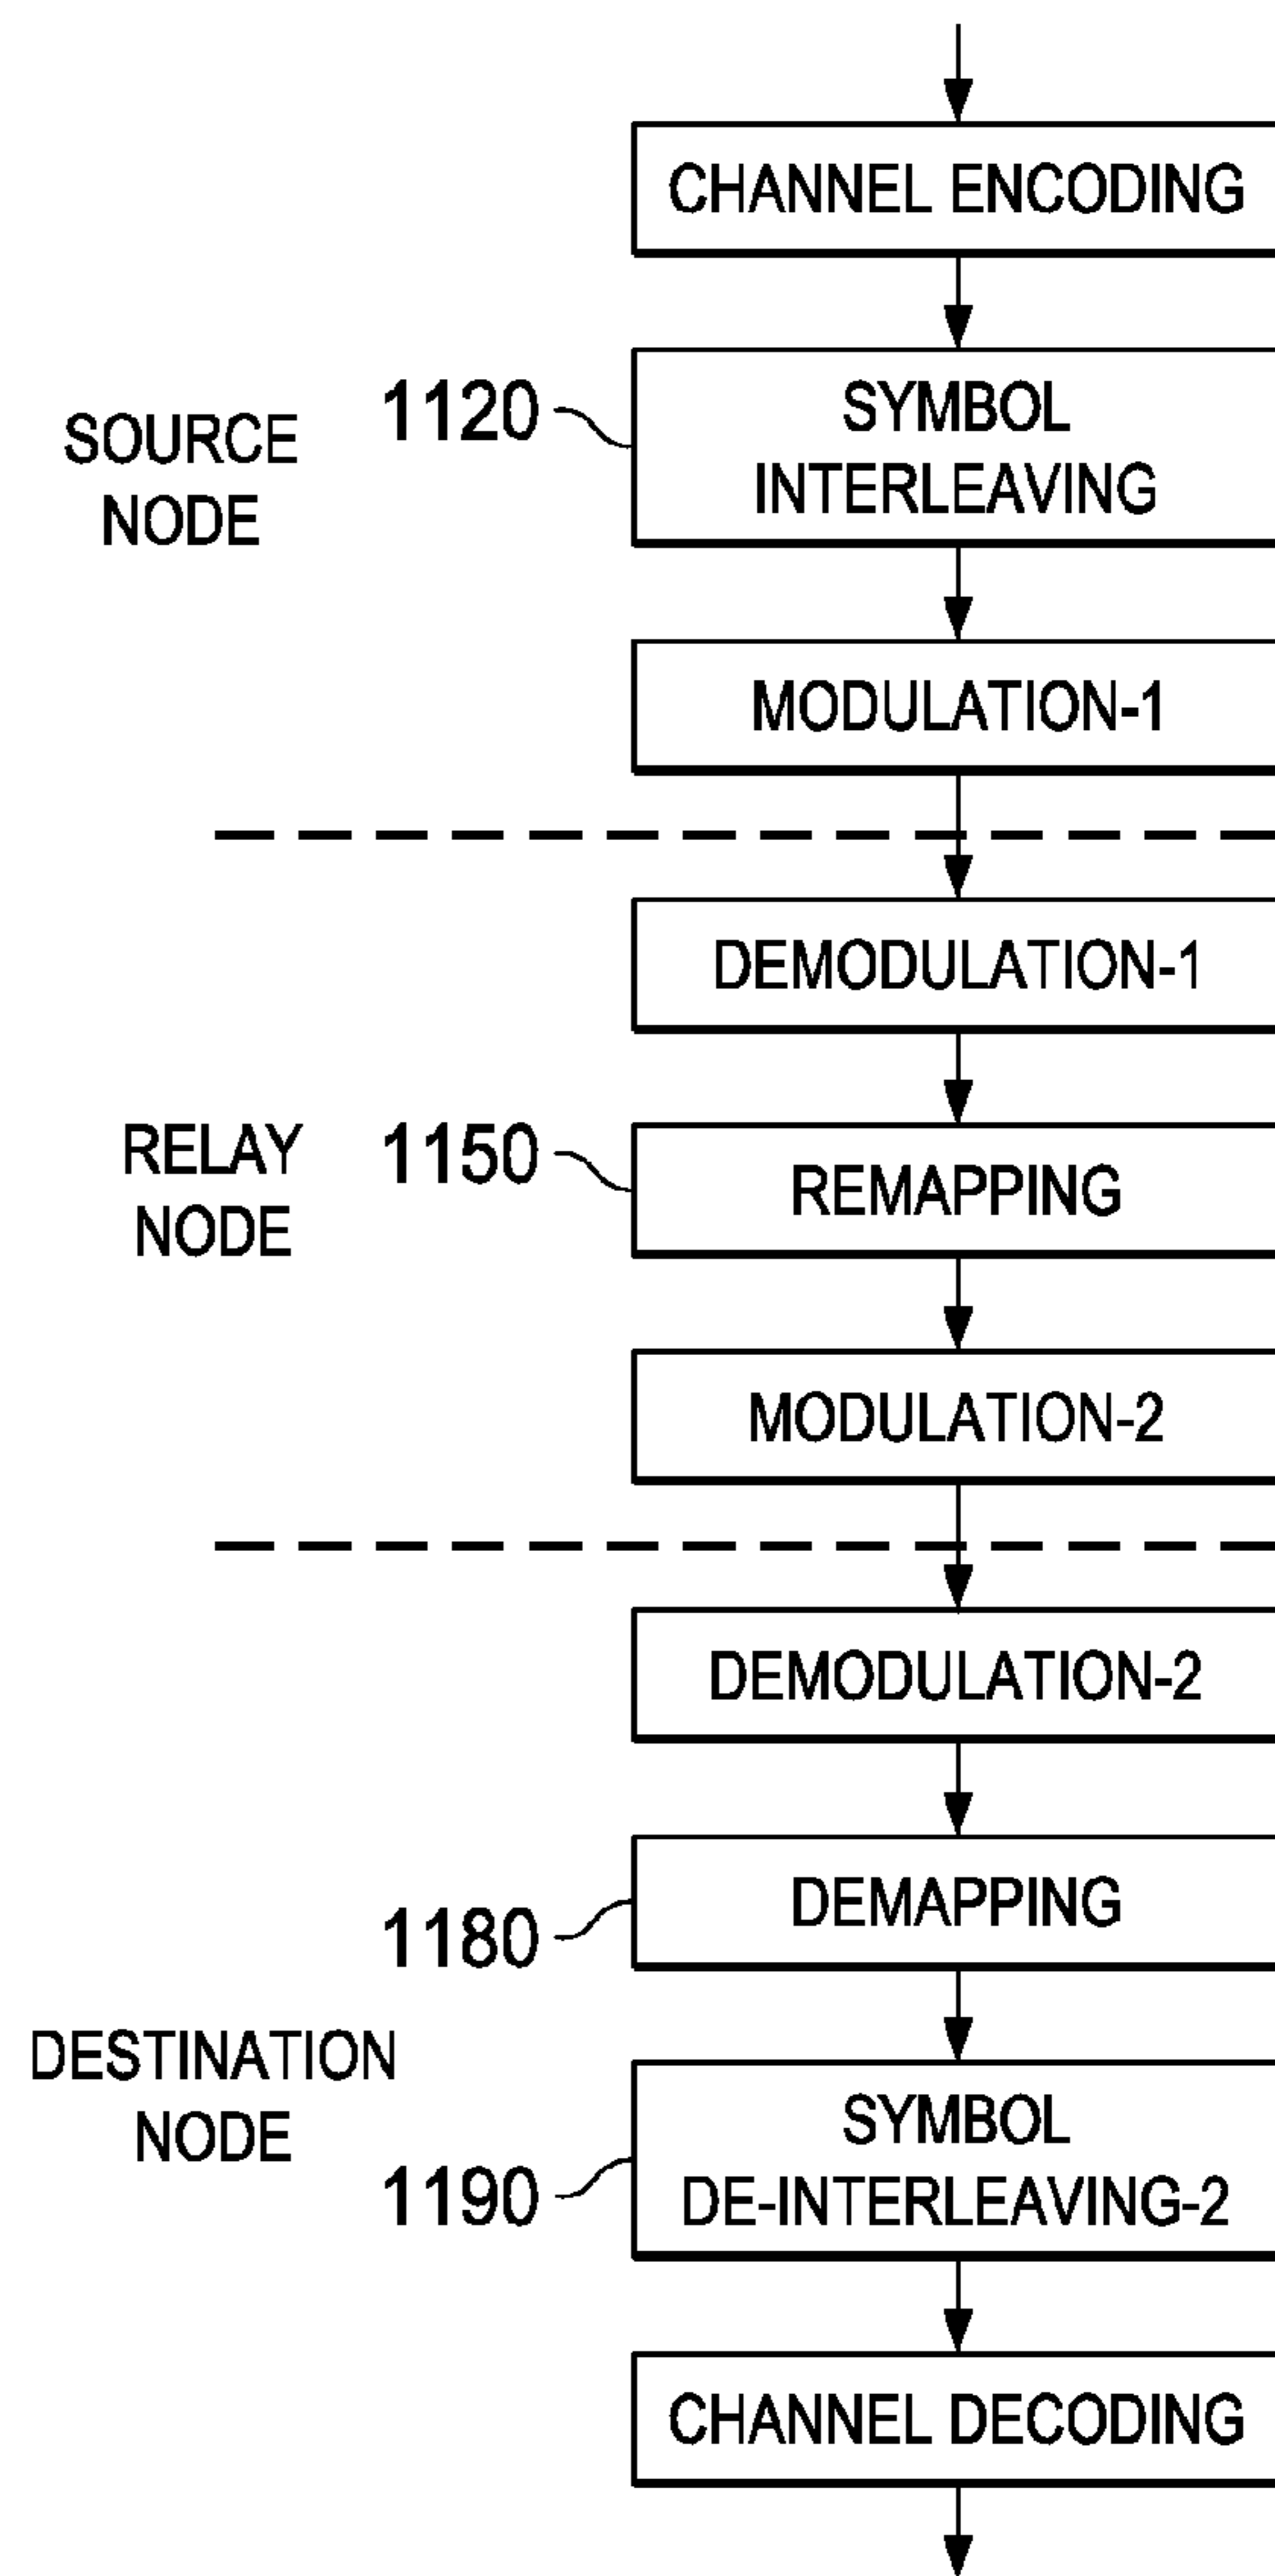 CHANNEL ENCODING
SOURCE
NODE
1120
SYMBOL
INTERLEAVING
MODULATION-1
DEMODULATION-1
RELAY
NODE
1150
REMAPPING
MODULATION-2
DEMODULATION-2
1180
DEMAPPING
DESTINATION
NODE
1190
SYMBOL
DE-INTERLEAVING-2
CHANNEL DECODING